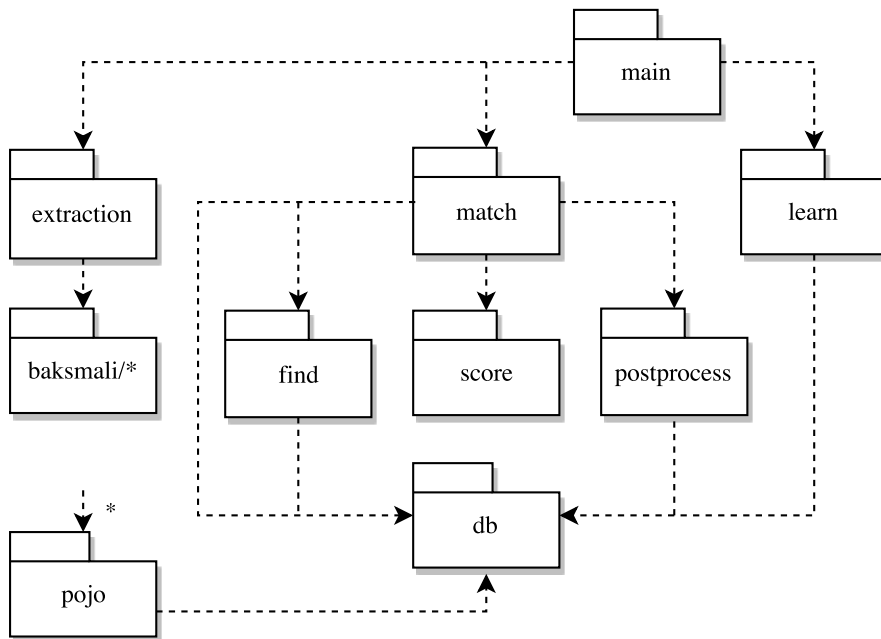 main
extraction
match
learn
baksmali/*
find
score
postprocess
*
db
pojo